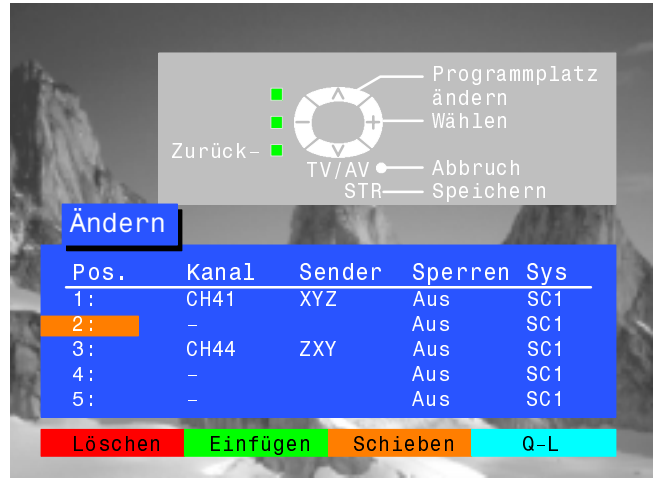 Programmplatz
ändern
Wählen
Zurück–
TV/AV Abbruch
STR Speichern
Ändern
Pos. Kanal Sender Sperren Sys
1: CH41 XYZ Aus SC1
2: – Aus SC1
3: CH44 ZXY Aus SC1
4: – Aus SC1
5: – Aus SC1
Löschen Einfügen Schieben Q–L